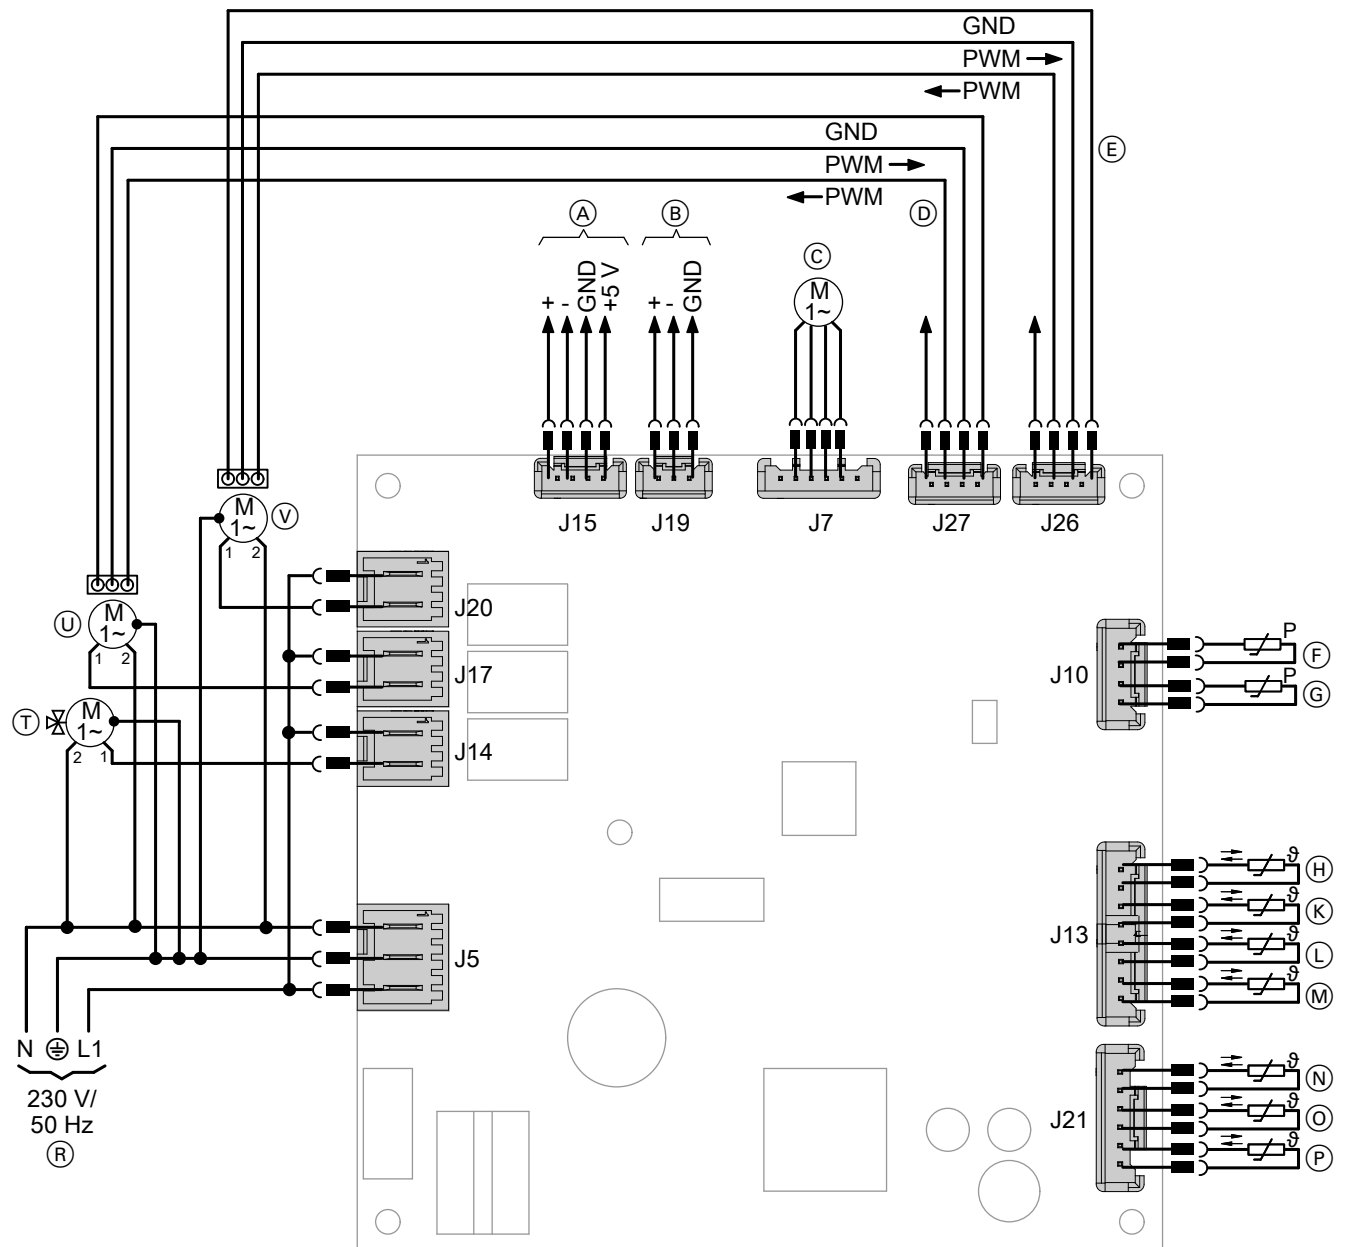 GND
PWM
PWM
GND
PWM
PWM
E
D
A
B
C
+ - GND +5 V
+ - GND
M
1~
J15
J19
J7
J27
J26
M
1~
V
1 2
M
1~
U
1 2
M
1~
T
2 1
J20
J17
J14
J5
J10
P
F
P
G
J13
ϑ
H
ϑ
K
ϑ
L
ϑ
M
J21
ϑ
N
ϑ
O
ϑ
P
N L1
230 V/
50 Hz
R